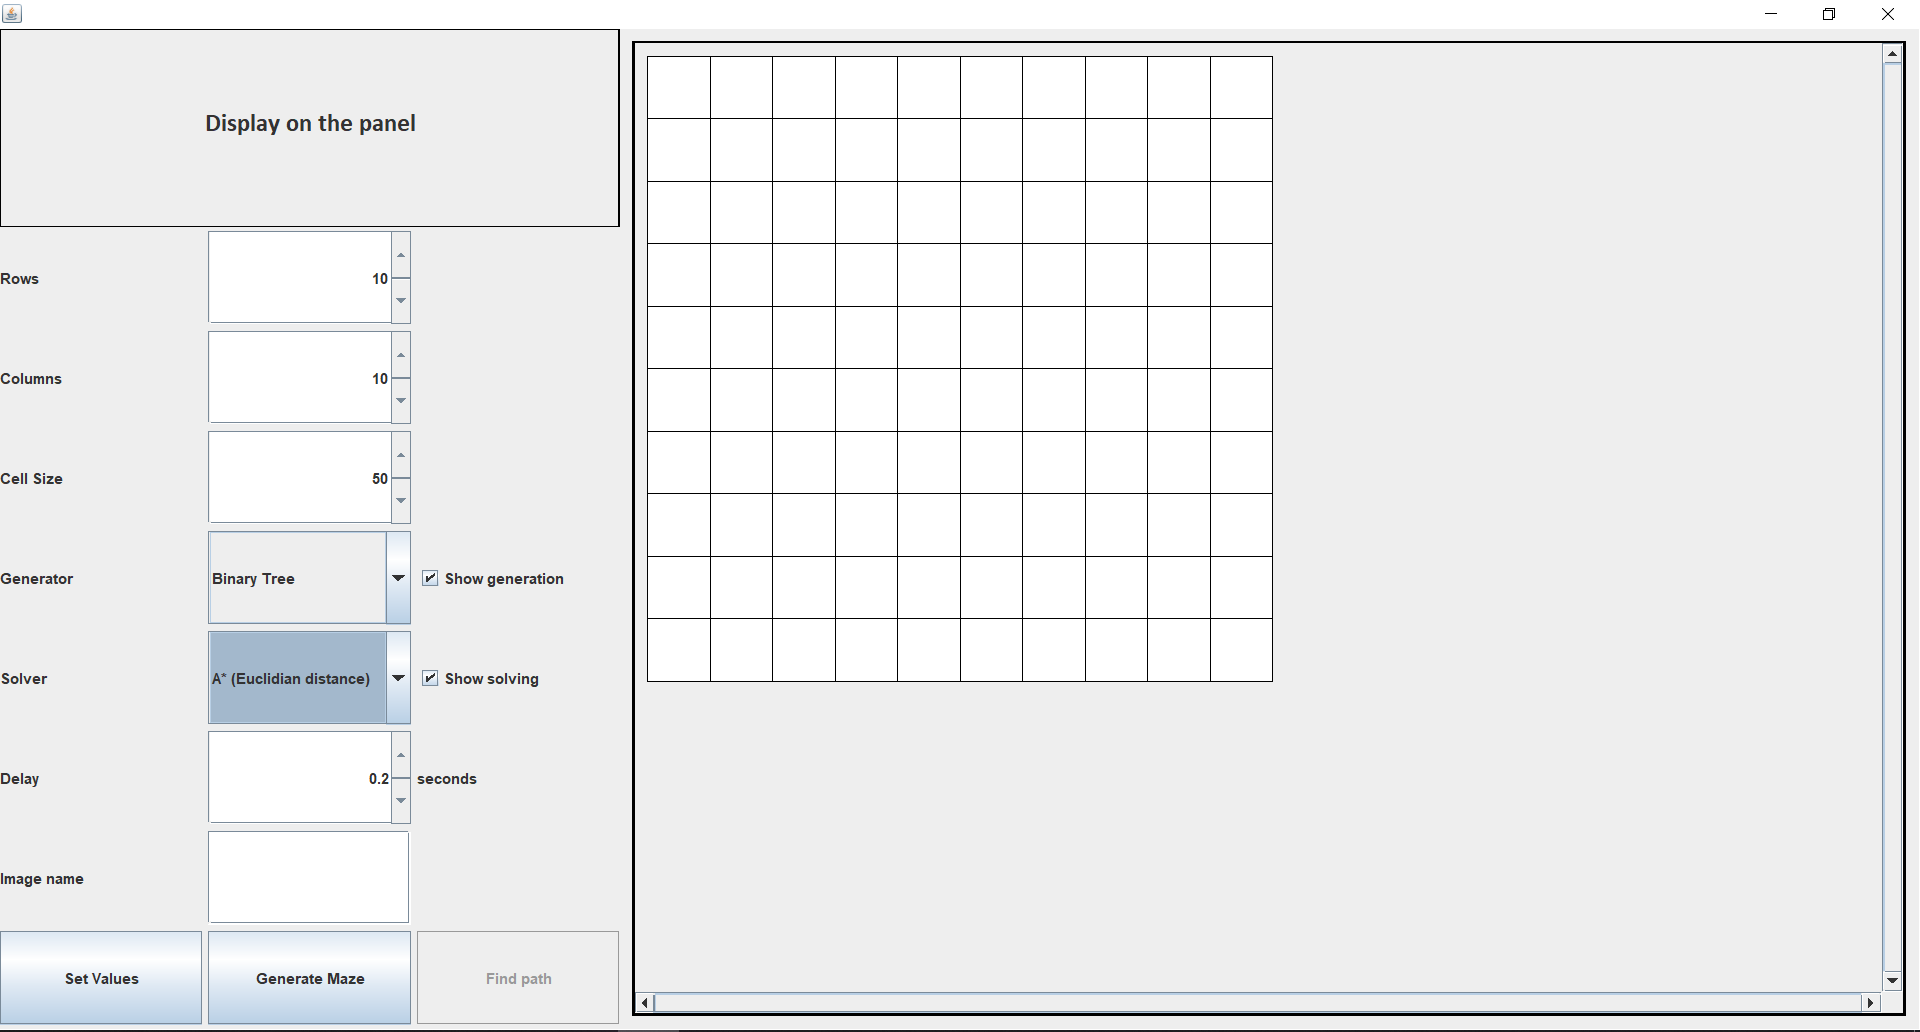 Display on the panel
Rows 10
Columns 10
Cell Size 50
Generator Binary Tree Show generation
Solver A* (Euclidian distance) Show solving
Delay 0.2 seconds
Image name
Set Values Generate Maze Find path